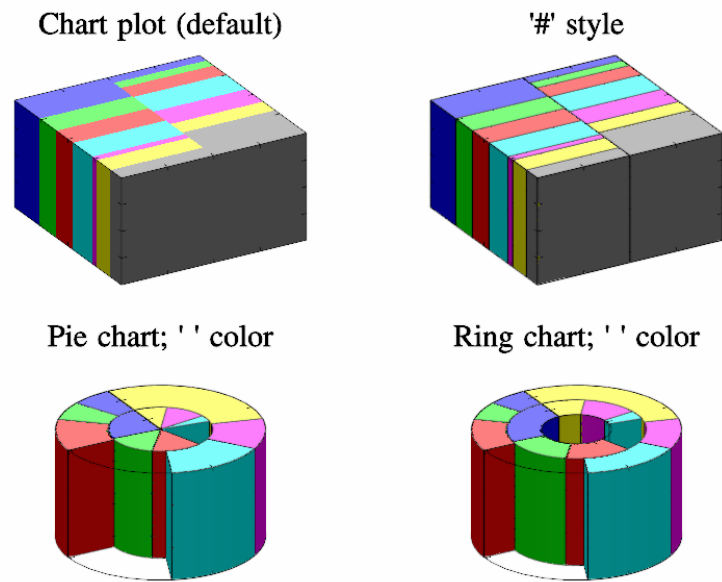 Chart plot (default)
'#' style
Pie chart; ' ' color
Ring chart; ' ' color